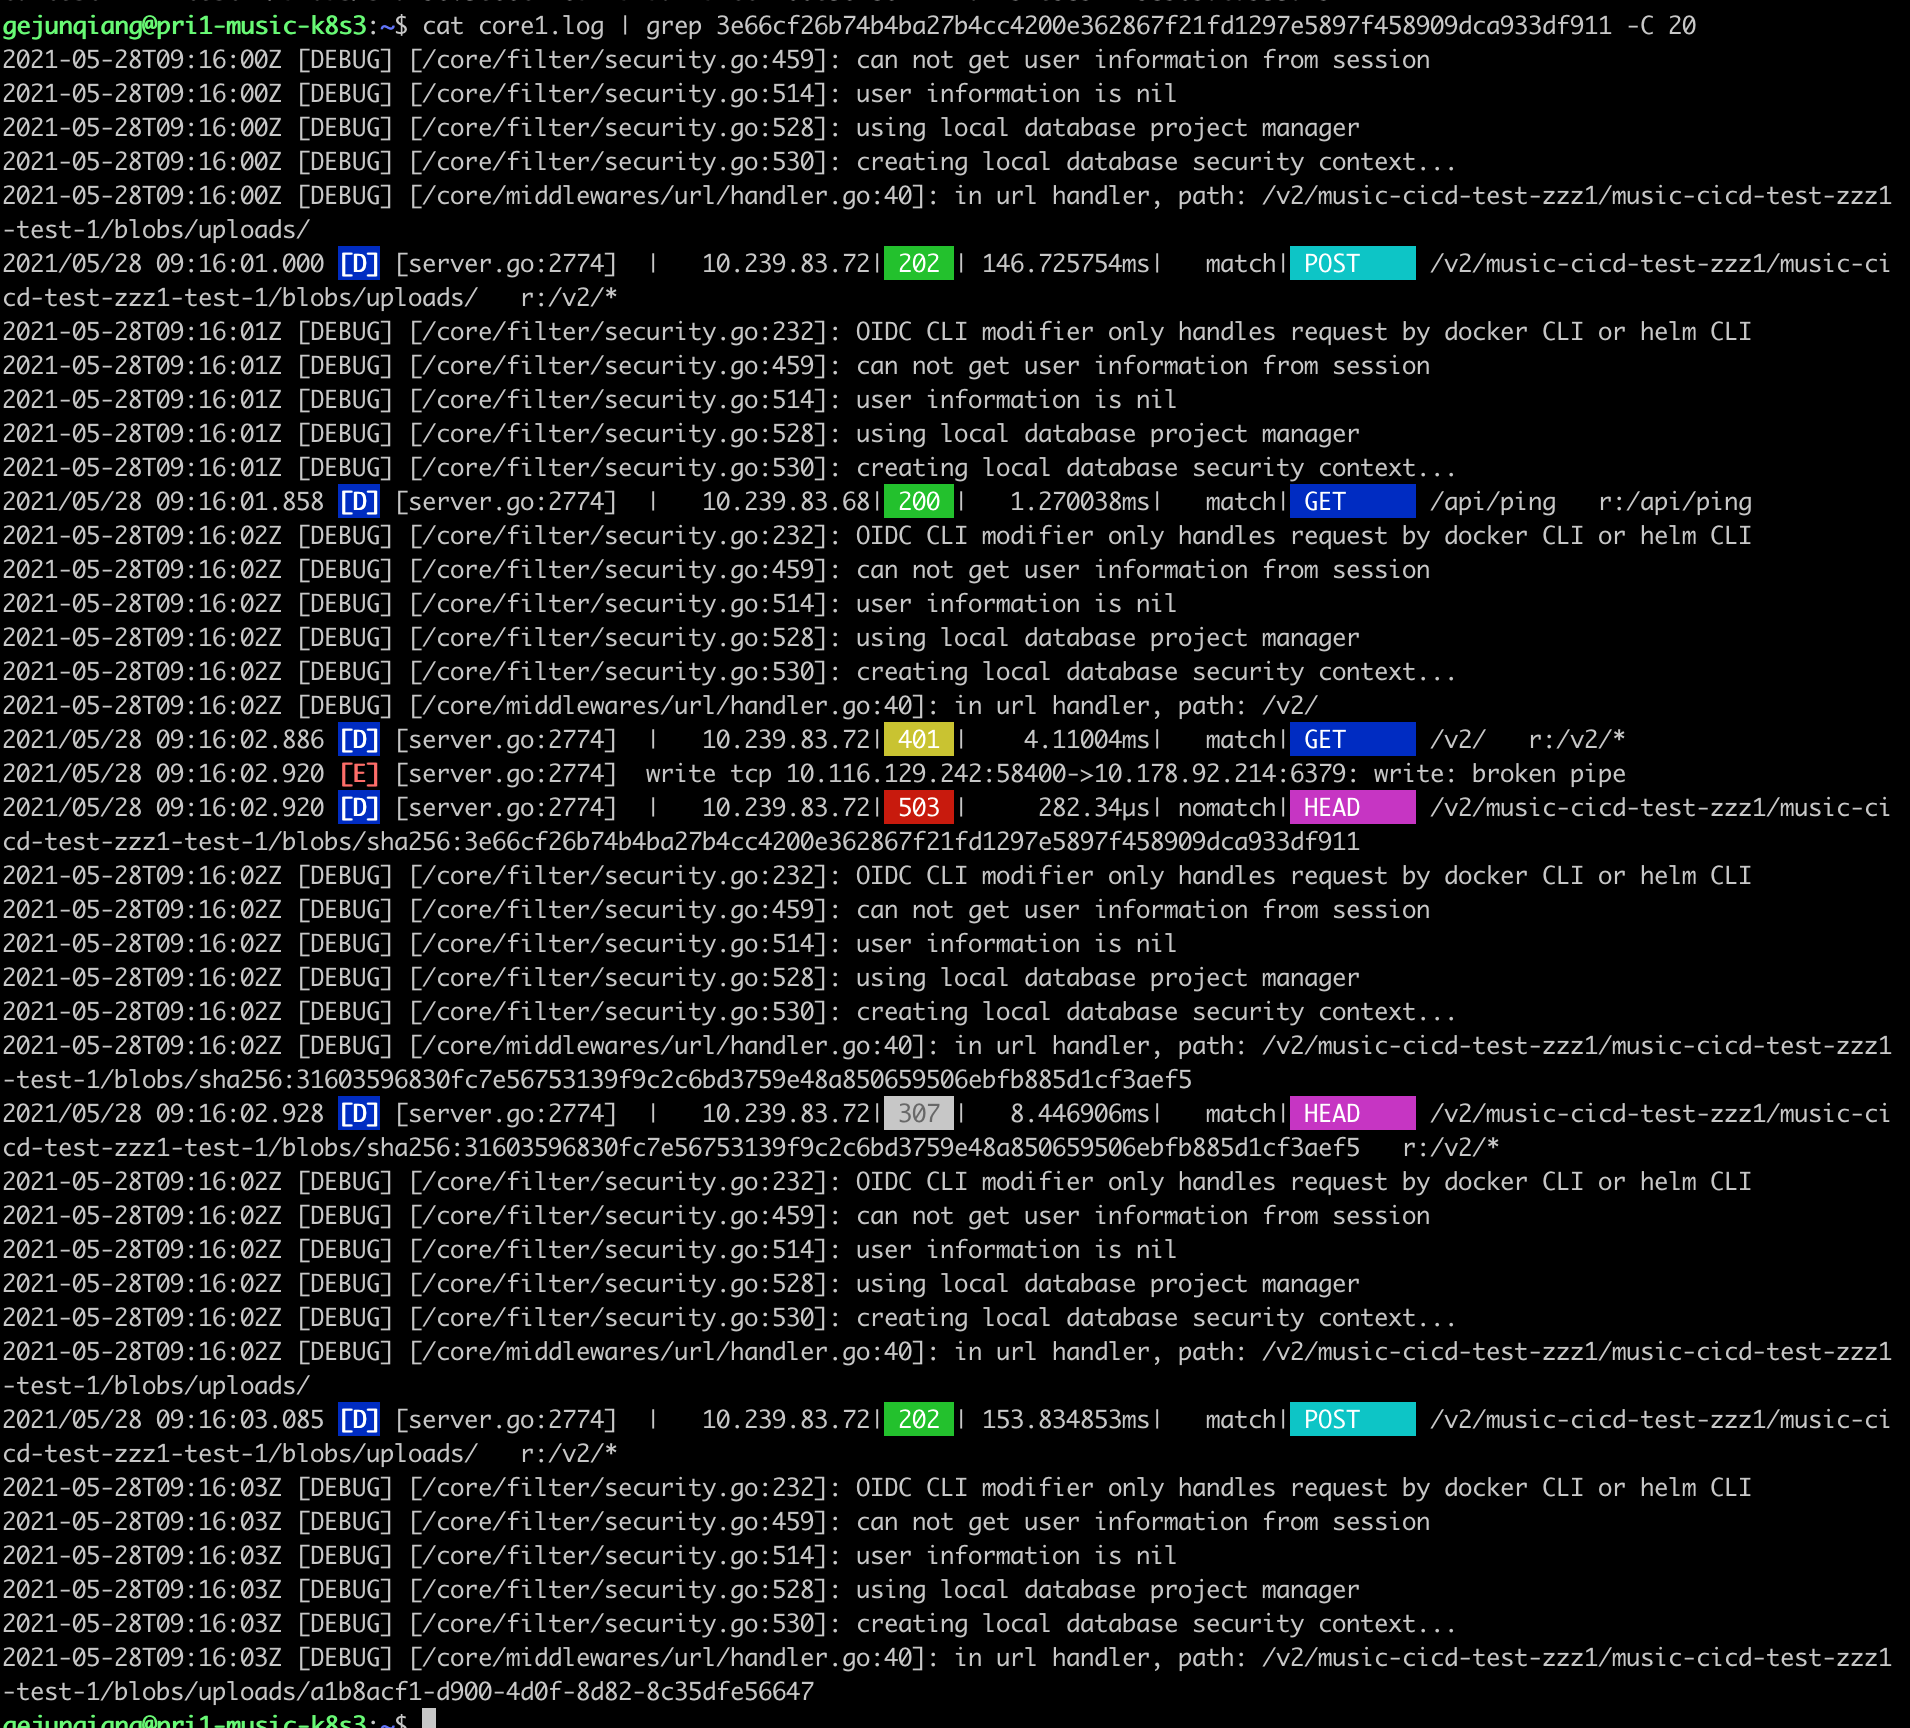 gejunqiang@pri1-music-k8s3:~$ cat core1.log | grep 3e66cf26b74b4ba27b4cc4200e362867f21fd1297e5897f458909dca933df911 -C 20
2021-05-28T09:16:00Z [DEBUG] [/core/filter/security.go:459]: can not get user information from session
2021-05-28T09:16:00Z [DEBUG] [/core/filter/security.go:514]: user information is nil
2021-05-28T09:16:00Z [DEBUG] [/core/filter/security.go:528]: using local database project manager
2021-05-28T09:16:00Z [DEBUG] [/core/filter/security.go:530]: creating local database security context...
2021-05-28T09:16:00Z [DEBUG] [/core/middlewares/url/handler.go:40]: in url handler, path: /v2/music-cicd-test-zzz1/music-cicd-test-zzz1
-test-1/blobs/uploads/
2021/05/28 09:16:01.000 [D] [server.go:2774]  |   10.239.83.72| 202 | 146.725754ms|   match| POST     /v2/music-cicd-test-zzz1/music-ci
cd-test-zzz1-test-1/blobs/uploads/   r:/v2/*
2021-05-28T09:16:01Z [DEBUG] [/core/filter/security.go:232]: OIDC CLI modifier only handles request by docker CLI or helm CLI
2021-05-28T09:16:01Z [DEBUG] [/core/filter/security.go:459]: can not get user information from session
2021-05-28T09:16:01Z [DEBUG] [/core/filter/security.go:514]: user information is nil
2021-05-28T09:16:01Z [DEBUG] [/core/filter/security.go:528]: using local database project manager
2021-05-28T09:16:01Z [DEBUG] [/core/filter/security.go:530]: creating local database security context...
2021/05/28 09:16:01.858 [D] [server.go:2774]  |   10.239.83.68| 200 |   1.270038ms|   match| GET      /api/ping   r:/api/ping
2021-05-28T09:16:02Z [DEBUG] [/core/filter/security.go:232]: OIDC CLI modifier only handles request by docker CLI or helm CLI
2021-05-28T09:16:02Z [DEBUG] [/core/filter/security.go:459]: can not get user information from session
2021-05-28T09:16:02Z [DEBUG] [/core/filter/security.go:514]: user information is nil
2021-05-28T09:16:02Z [DEBUG] [/core/filter/security.go:528]: using local database project manager
2021-05-28T09:16:02Z [DEBUG] [/core/filter/security.go:530]: creating local database security context...
2021-05-28T09:16:02Z [DEBUG] [/core/middlewares/url/handler.go:40]: in url handler, path: /v2/
2021/05/28 09:16:02.886 [D] [server.go:2774]  |   10.239.83.72| 401 |    4.11004ms|   match| GET      /v2/   r:/v2/*
2021/05/28 09:16:02.920 [E] [server.go:2774]  write tcp 10.116.129.242:58400->10.178.92.214:6379: write: broken pipe
2021/05/28 09:16:02.920 [D] [server.go:2774]  |   10.239.83.72| 503 |     282.34µs| nomatch| HEAD     /v2/music-cicd-test-zzz1/music-ci
cd-test-zzz1-test-1/blobs/sha256:3e66cf26b74b4ba27b4cc4200e362867f21fd1297e5897f458909dca933df911
2021-05-28T09:16:02Z [DEBUG] [/core/filter/security.go:232]: OIDC CLI modifier only handles request by docker CLI or helm CLI
2021-05-28T09:16:02Z [DEBUG] [/core/filter/security.go:459]: can not get user information from session
2021-05-28T09:16:02Z [DEBUG] [/core/filter/security.go:514]: user information is nil
2021-05-28T09:16:02Z [DEBUG] [/core/filter/security.go:528]: using local database project manager
2021-05-28T09:16:02Z [DEBUG] [/core/filter/security.go:530]: creating local database security context...
2021-05-28T09:16:02Z [DEBUG] [/core/middlewares/url/handler.go:40]: in url handler, path: /v2/music-cicd-test-zzz1/music-cicd-test-zzz1
-test-1/blobs/sha256:31603596830fc7e56753139f9c2c6bd3759e48a850659506ebfb885d1cf3aef5
2021/05/28 09:16:02.928 [D] [server.go:2774]  |   10.239.83.72| 307 |   8.446906ms|   match| HEAD     /v2/music-cicd-test-zzz1/music-ci
cd-test-zzz1-test-1/blobs/sha256:31603596830fc7e56753139f9c2c6bd3759e48a850659506ebfb885d1cf3aef5   r:/v2/*
2021-05-28T09:16:02Z [DEBUG] [/core/filter/security.go:232]: OIDC CLI modifier only handles request by docker CLI or helm CLI
2021-05-28T09:16:02Z [DEBUG] [/core/filter/security.go:459]: can not get user information from session
2021-05-28T09:16:02Z [DEBUG] [/core/filter/security.go:514]: user information is nil
2021-05-28T09:16:02Z [DEBUG] [/core/filter/security.go:528]: using local database project manager
2021-05-28T09:16:02Z [DEBUG] [/core/filter/security.go:530]: creating local database security context...
2021-05-28T09:16:02Z [DEBUG] [/core/middlewares/url/handler.go:40]: in url handler, path: /v2/music-cicd-test-zzz1/music-cicd-test-zzz1
-test-1/blobs/uploads/
2021/05/28 09:16:03.085 [D] [server.go:2774]  |   10.239.83.72| 202 | 153.834853ms|   match| POST     /v2/music-cicd-test-zzz1/music-ci
cd-test-zzz1-test-1/blobs/uploads/   r:/v2/*
2021-05-28T09:16:03Z [DEBUG] [/core/filter/security.go:232]: OIDC CLI modifier only handles request by docker CLI or helm CLI
2021-05-28T09:16:03Z [DEBUG] [/core/filter/security.go:459]: can not get user information from session
2021-05-28T09:16:03Z [DEBUG] [/core/filter/security.go:514]: user information is nil
2021-05-28T09:16:03Z [DEBUG] [/core/filter/security.go:528]: using local database project manager
2021-05-28T09:16:03Z [DEBUG] [/core/filter/security.go:530]: creating local database security context...
2021-05-28T09:16:03Z [DEBUG] [/core/middlewares/url/handler.go:40]: in url handler, path: /v2/music-cicd-test-zzz1/music-cicd-test-zzz1
-test-1/blobs/uploads/a1b8acf1-d900-4d0f-8d82-8c35dfe56647
gejunqiang@pri1-music-k8s3:~$